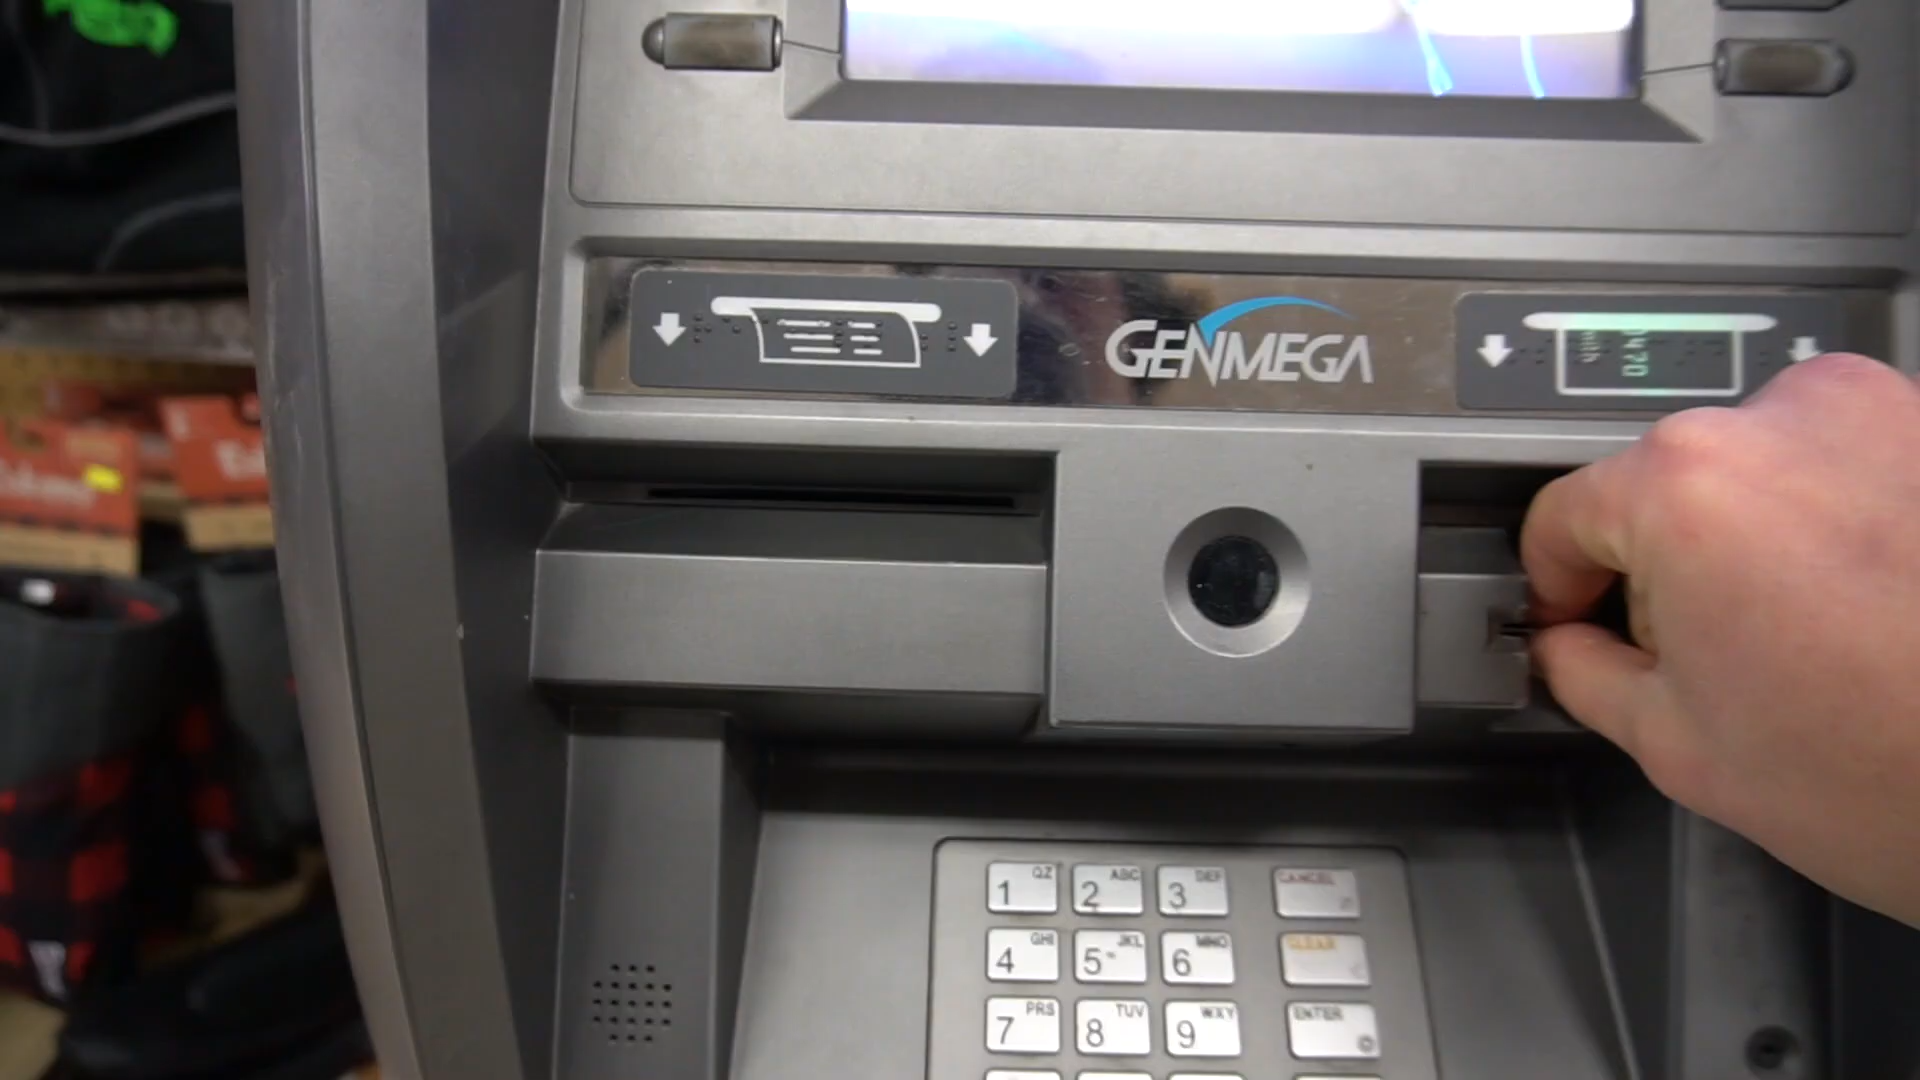 GENMEGA
1 QZ
2 ABC
3 DEF
CANCEL
4 GHI
5 JKL
6 MNO
CLEAR
7 PRS
8 TUV
9 WXY
ENTER